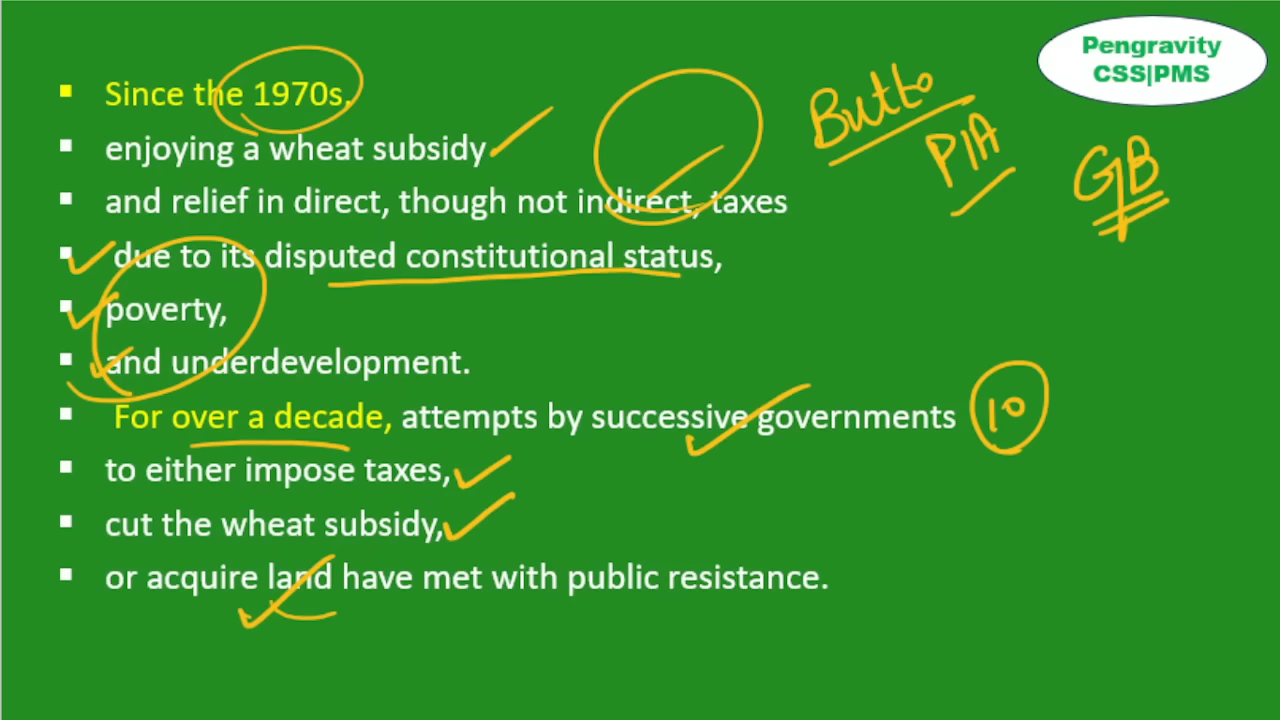 Pengravity
CSS|PMS
Since the 1970s,
enjoying a wheat subsidy
and relief in direct, though not indirect, taxes
due to its disputed constitutional status,
poverty,
and underdevelopment.
For over a decade, attempts by successive governments
to either impose taxes,
cut the wheat subsidy,
or acquire land have met with public resistance.
Butto
PIA
GB
10